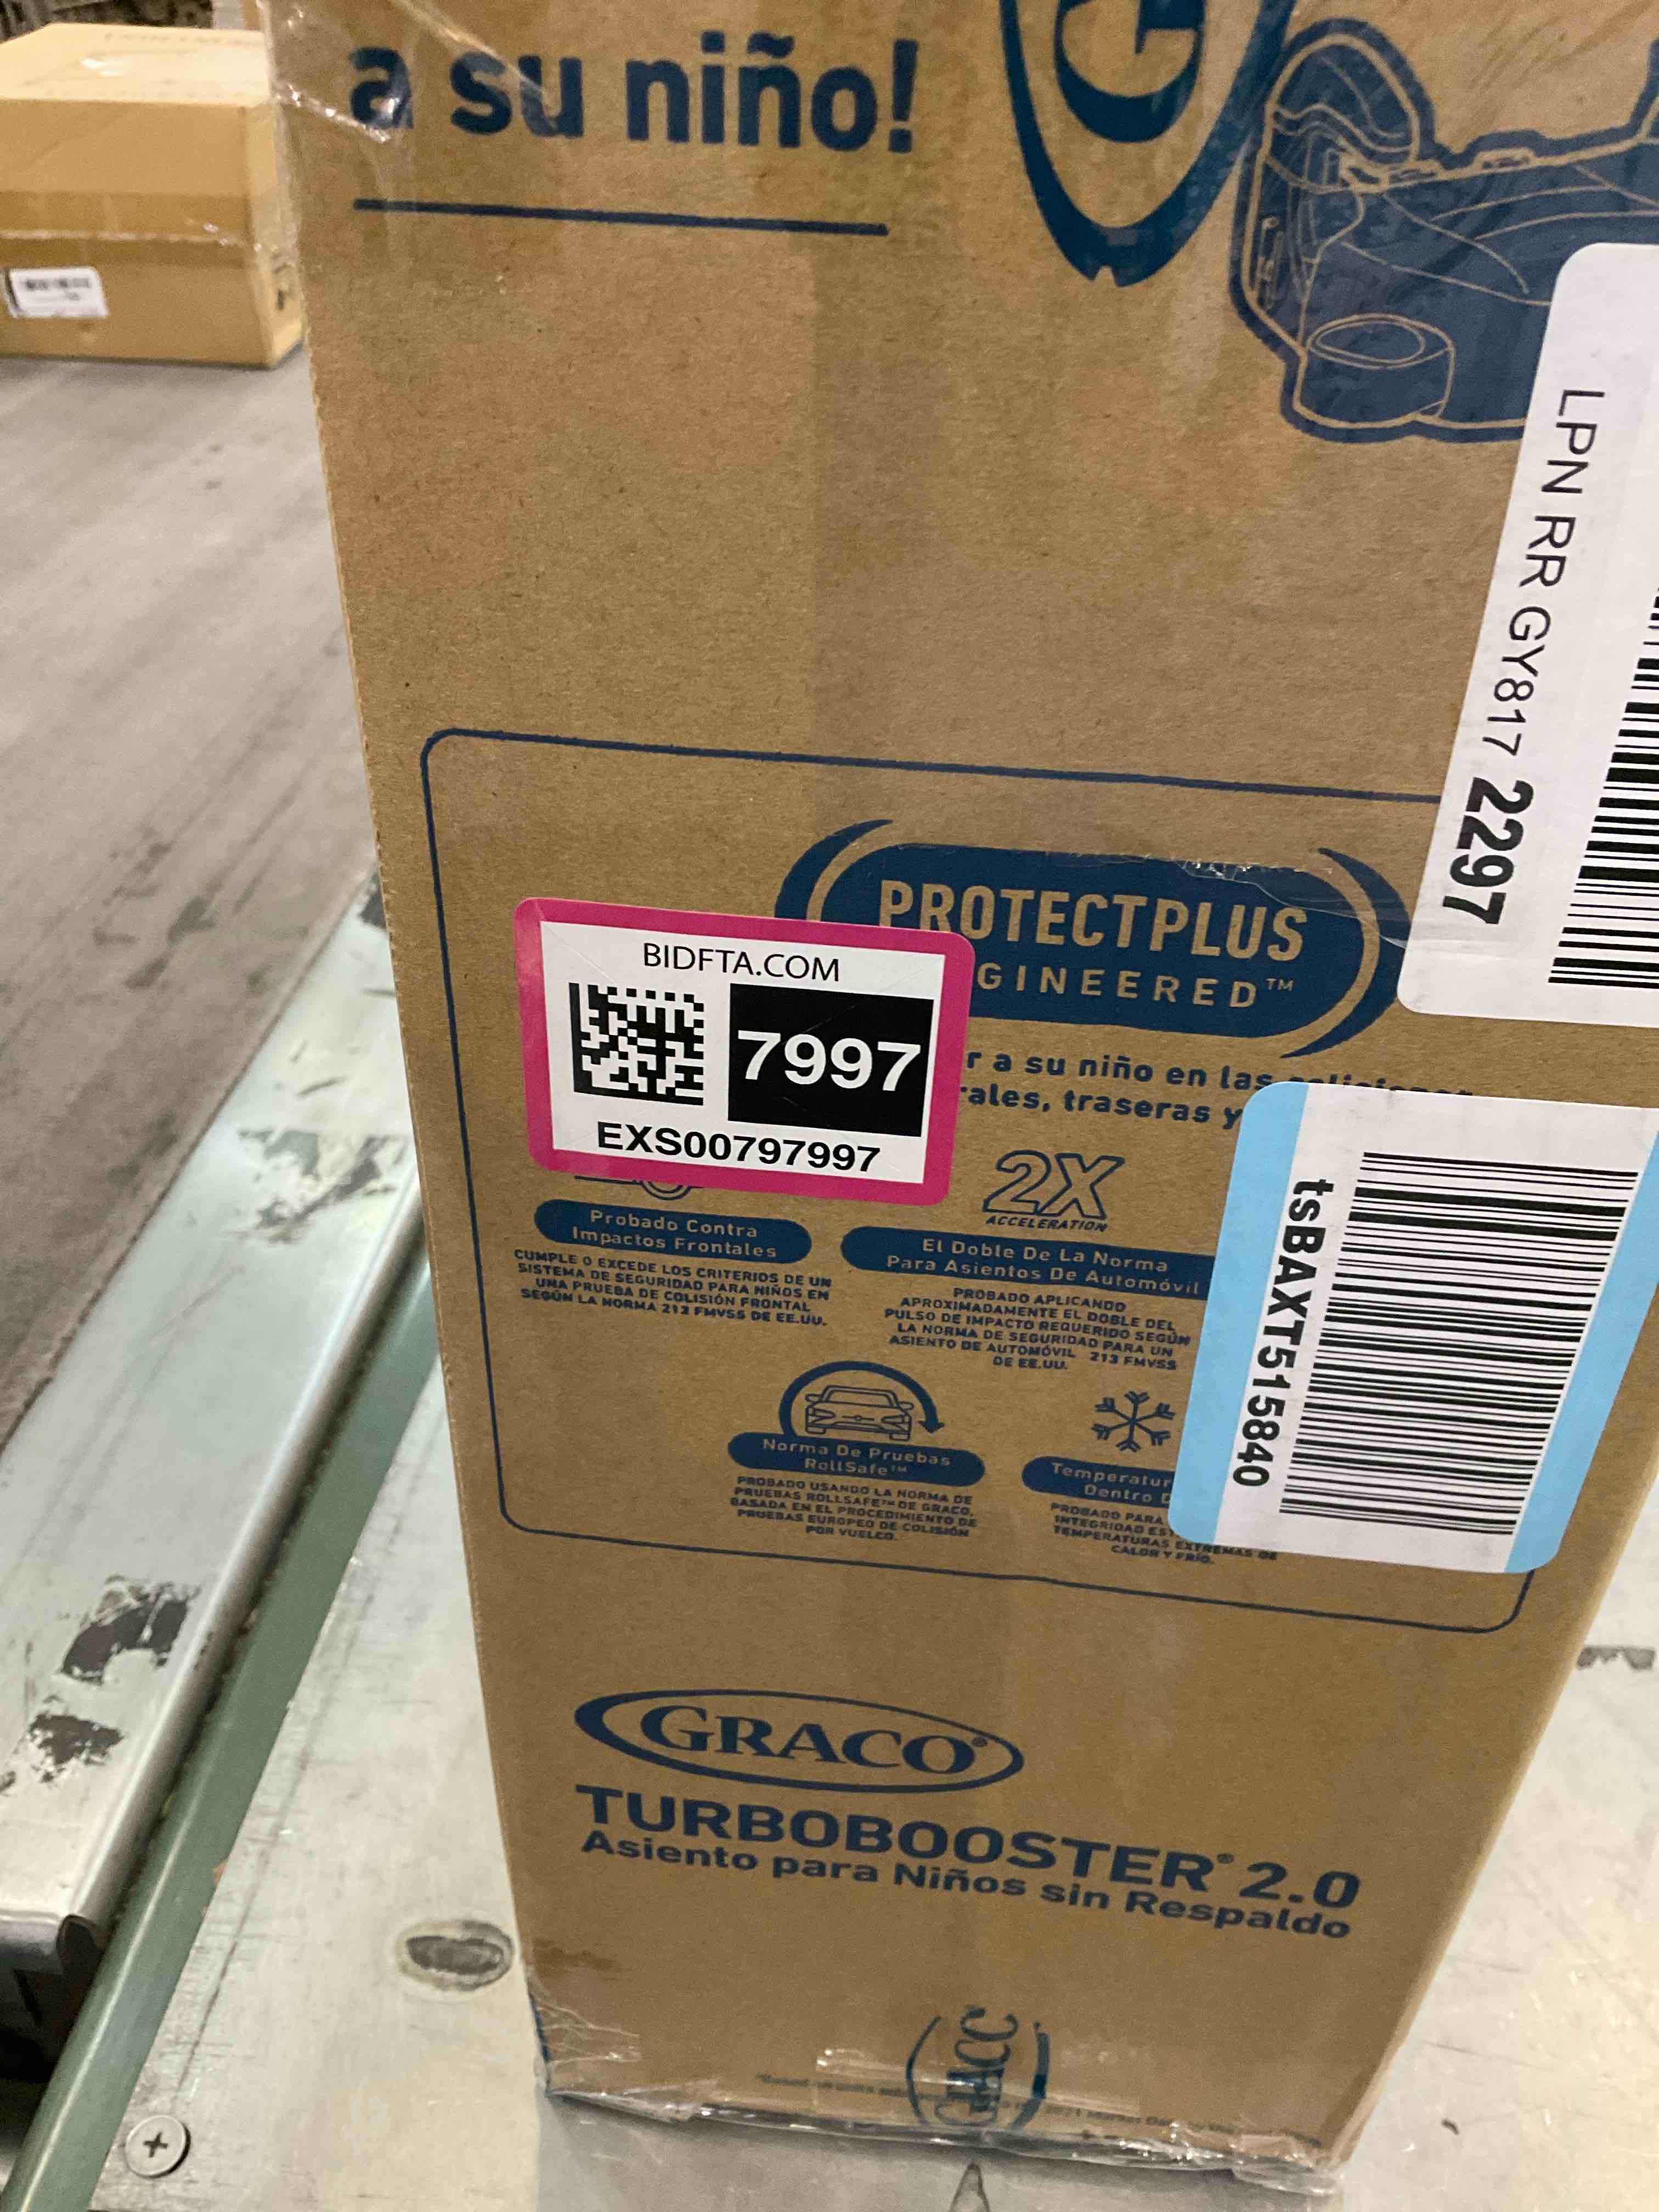 a su niño!
G
LPN RR GY817 2297
PROTECTPLUS
GINEERED™
BIDFTA.COM
7997
EXS00797997
r a su niño en las
rales, traseras y
2X
ACCELERATION
tsBAXT515840
Probado Contra
Impactos Frontales
CUMPLE O EXCEDE LOS CRITERIOS DE UN
SISTEMA DE SEGURIDAD PARA NIÑOS EN
UNA PRUEBA DE COLISIÓN FRONTAL
SEGÚN LA NORMA 213 FMVSS DE EE.UU.
El Doble De La Norma
Para Asientos De Automóvil
PROBADO APLICANDO
APROXIMADAMENTE EL DOBLE DEL
PULSO DE IMPACTO REQUERIDO SEGÚN
LA NORMA DE SEGURIDAD PARA UN
ASIENTO DE AUTOMÓVIL 213 FMVSS
DE EE.UU.
Norma De Pruebas
RollSafe™
PROBADO USANDO LA NORMA DE
PRUEBAS ROLLSAFE™ DE GRACO,
BASADA EN EL PROCEDIMIENTO DE
PRUEBAS EUROPEO DE COLISIÓN
POR VUELCO.
Temperatur
Dentro D
PROBADO PARA
INTEGRIDAD EST
TEMPERATURAS EXTREMAS DE
CALOR Y FRÍO.
GRACO®
TURBOBOOSTER® 2.0
Asiento para Niños sin Respaldo